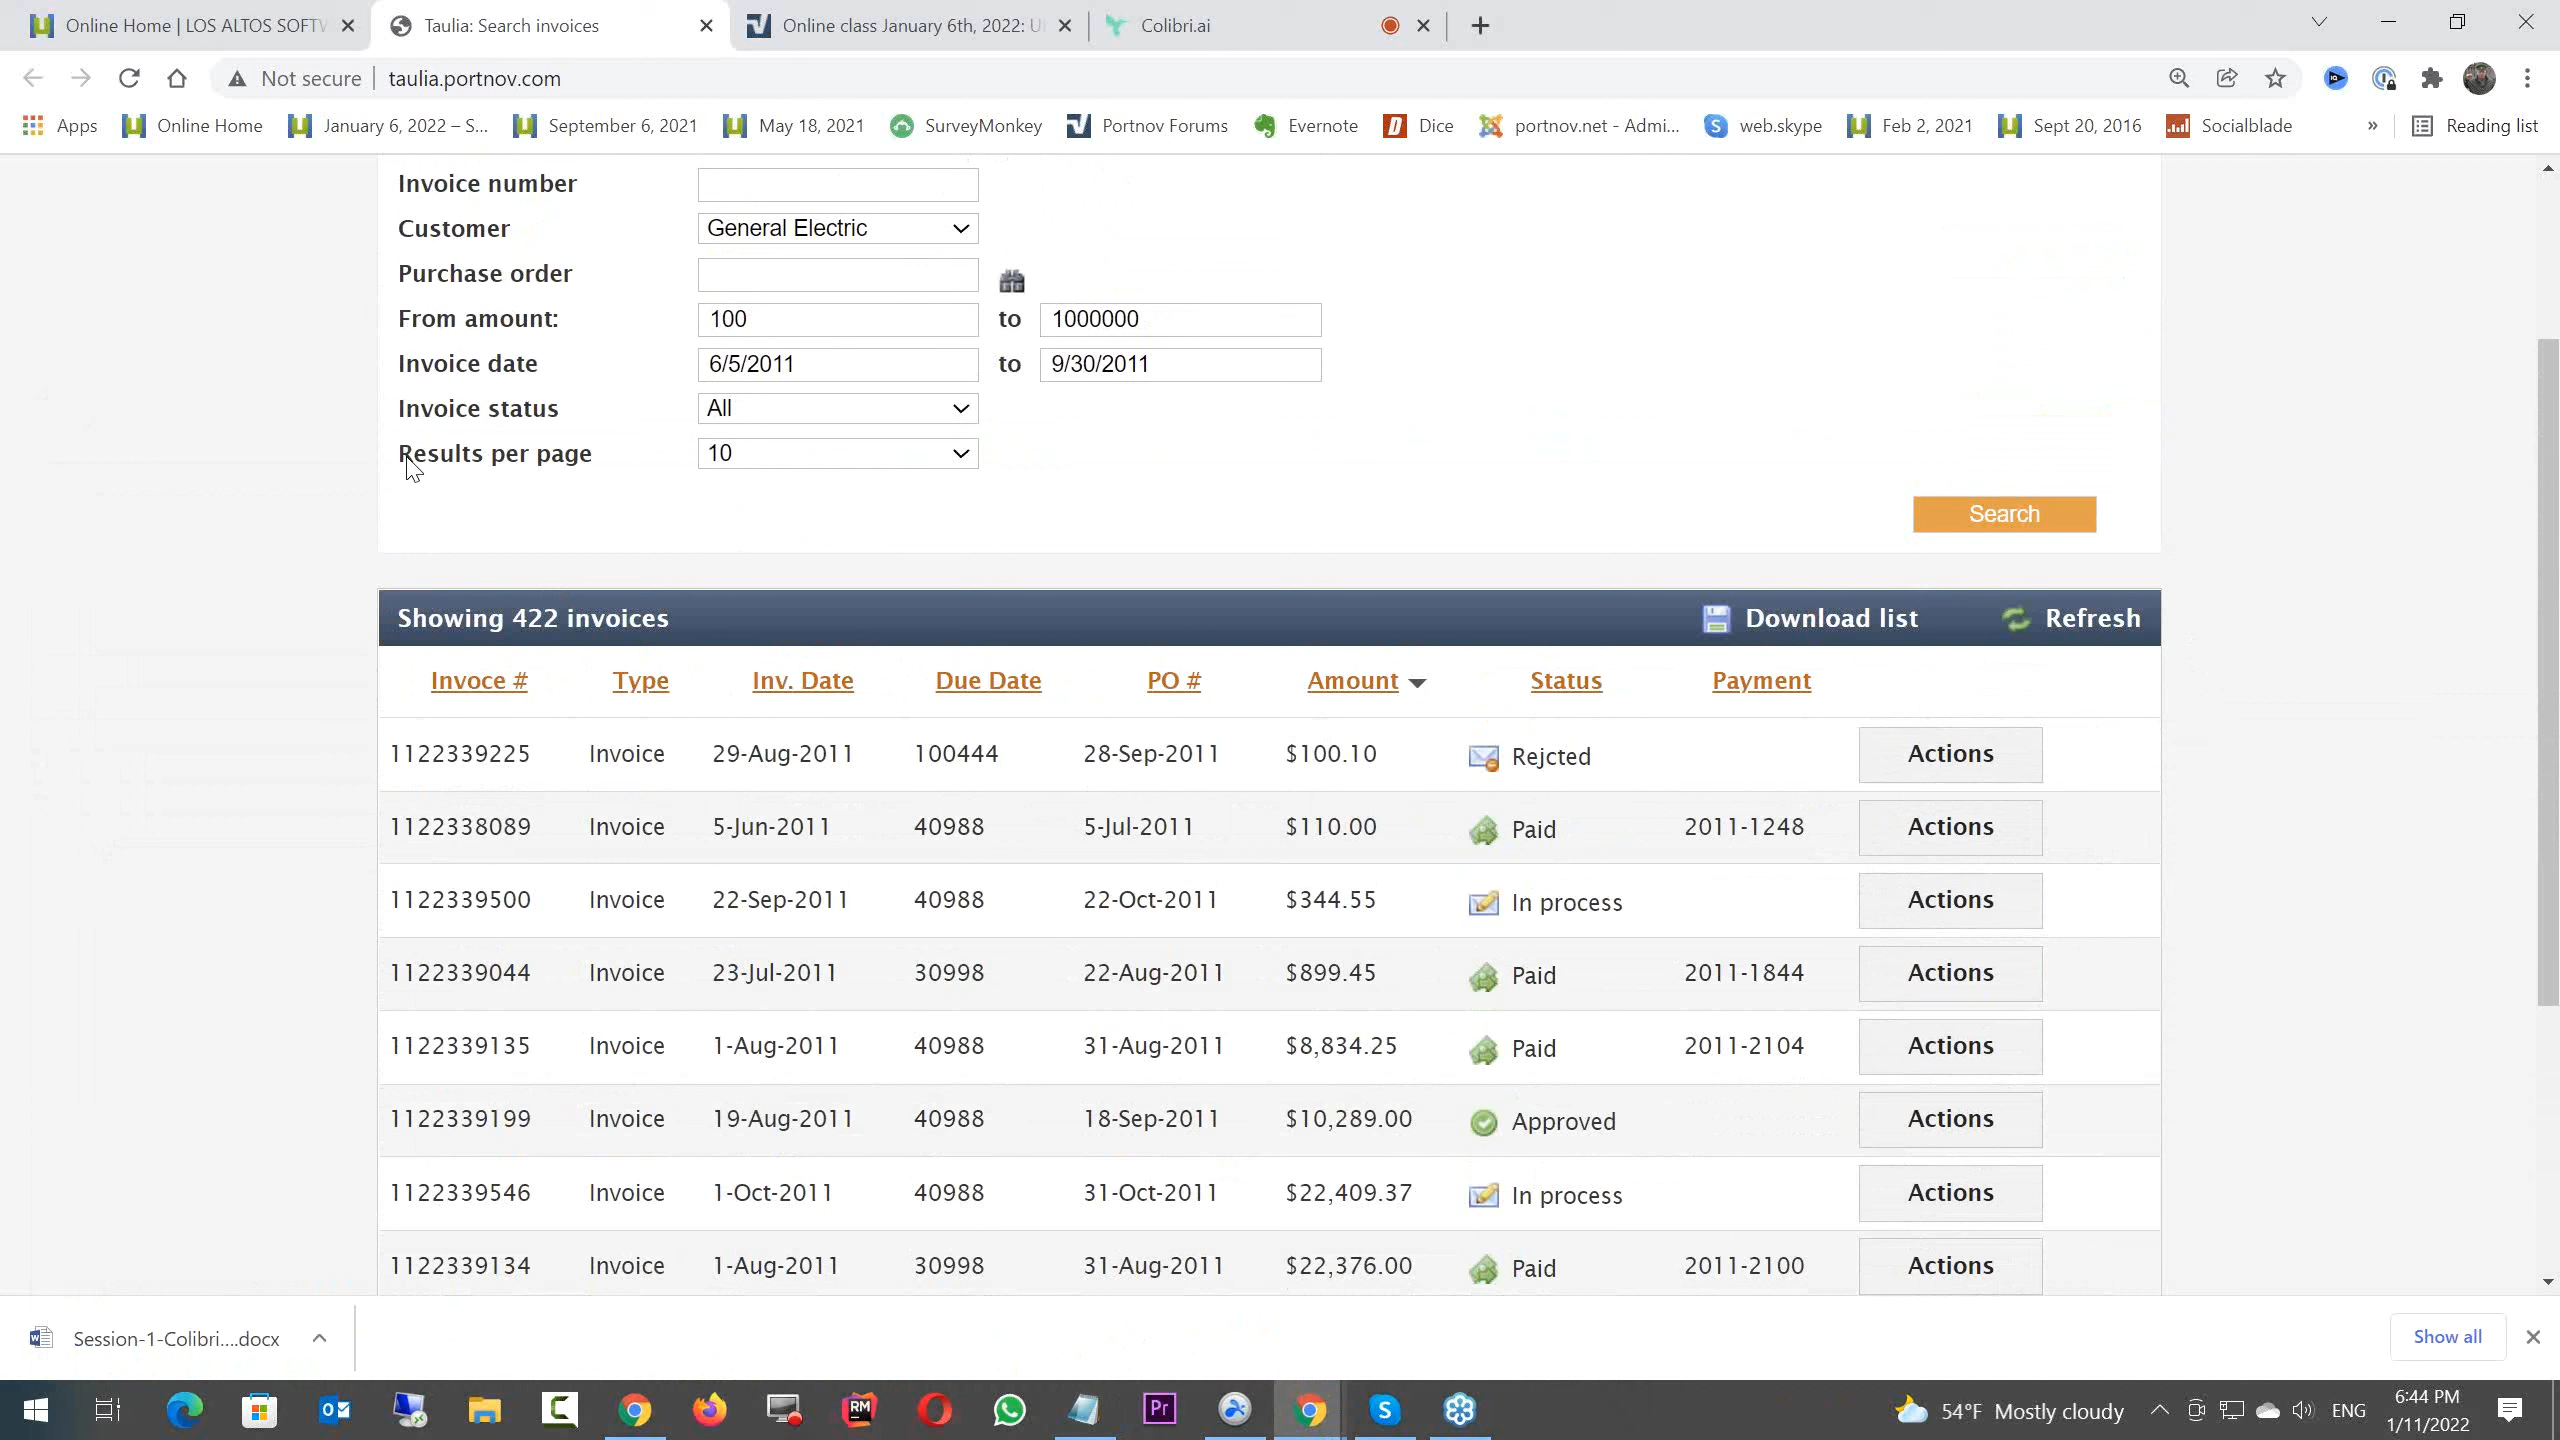 Online Home | LOS ALTOS SOFTW
Taulia: Search invoices
Online class January 6th, 2022: U
Colibri.ai
Not secure
taulia.portnov.com
Apps
Online Home
January 6, 2022 – S...
September 6, 2021
May 18, 2021
SurveyMonkey
Portnov Forums
Evernote
Dice
portnov.net - Admi...
web.skype
Feb 2, 2021
Sept 20, 2016
Socialblade
»
Reading list
Invoice number
Customer General Electric
Purchase order
From amount: 100 to 1000000
Invoice date 6/5/2011 to 9/30/2011
Invoice status All
Results per page 10
Search
Showing 422 invoices Download list Refresh
Invoce # Type Inv. Date Due Date PO # Amount Status Payment
1122339225 Invoice 29-Aug-2011 100444 28-Sep-2011 $100.10 Rejcted Actions
1122338089 Invoice 5-Jun-2011 40988 5-Jul-2011 $110.00 Paid 2011-1248 Actions
1122339500 Invoice 22-Sep-2011 40988 22-Oct-2011 $344.55 In process Actions
1122339044 Invoice 23-Jul-2011 30998 22-Aug-2011 $899.45 Paid 2011-1844 Actions
1122339135 Invoice 1-Aug-2011 40988 31-Aug-2011 $8,834.25 Paid 2011-2104 Actions
1122339199 Invoice 19-Aug-2011 40988 18-Sep-2011 $10,289.00 Approved Actions
1122339546 Invoice 1-Oct-2011 40988 31-Oct-2011 $22,409.37 In process Actions
1122339134 Invoice 1-Aug-2011 30998 31-Aug-2011 $22,376.00 Paid 2011-2100 Actions
Session-1-Colibri....docx
Show all
RM
Pr
54°F Mostly cloudy
ENG
6:44 PM
1/11/2022